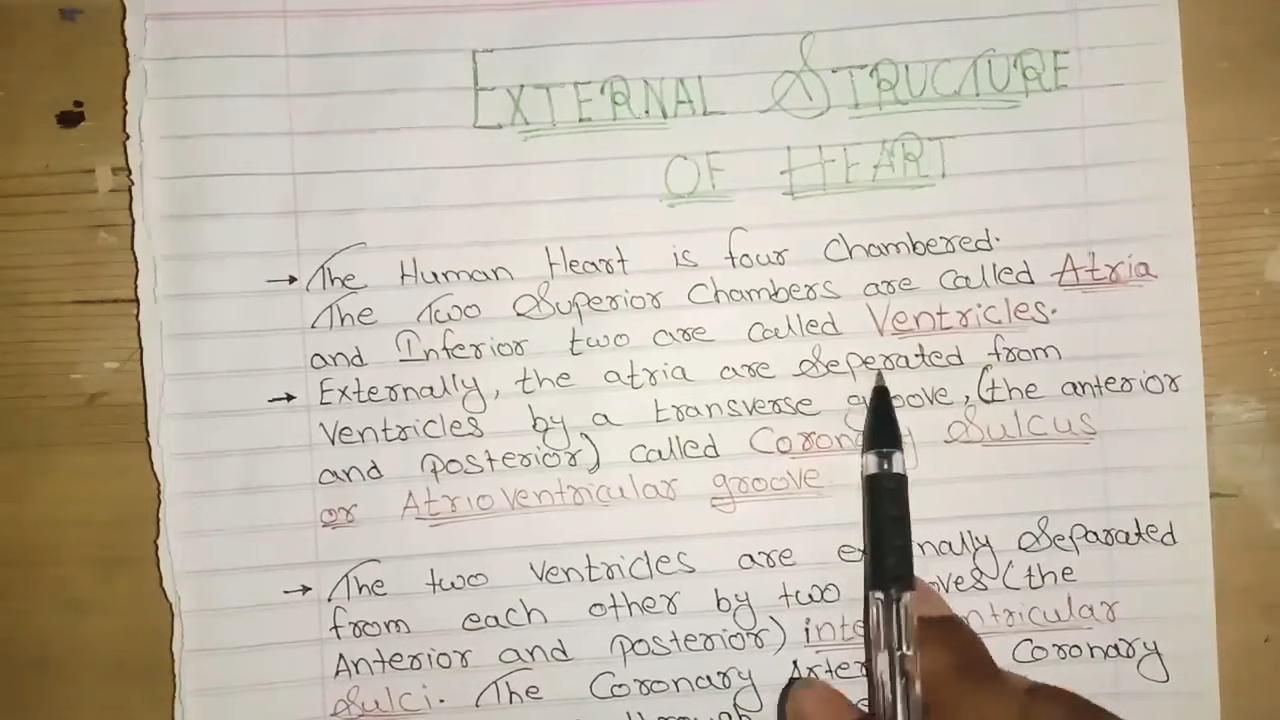 EXTERNAL STRUCTURE
OF HEART
→ The Human Heart is four chambered.
The Two Superior Chambers are called Atria
and Inferior two are called Ventricles.
→ Externally, the atria are Seperated from
ventricles by a transverse groove, (the anterior
and posterior) called Coronary Sulcus
or Atrioventricular groove
→ The two ventricles are externally Separated
from each other by two grooves (the
Anterior and posterior) interventricular
Sulci. The Coronary Coronary
through